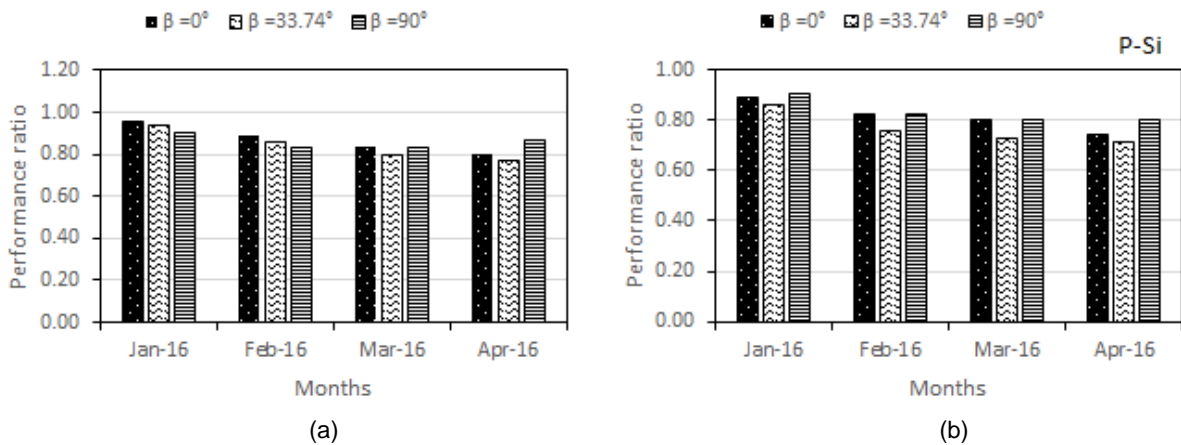 β =0° β =33.74° β =90°
1.20
1.00
0.80
0.60
0.40
0.20
0.00
Performance ratio
Jan-16 Feb-16 Mar-16 Apr-16
Months
(a)
β =0° β =33.74° β =90°
P-Si
1.00
0.80
0.60
0.40
0.20
0.00
Performance ratio
Jan-16 Feb-16 Mar-16 Apr-16
Months
(b)